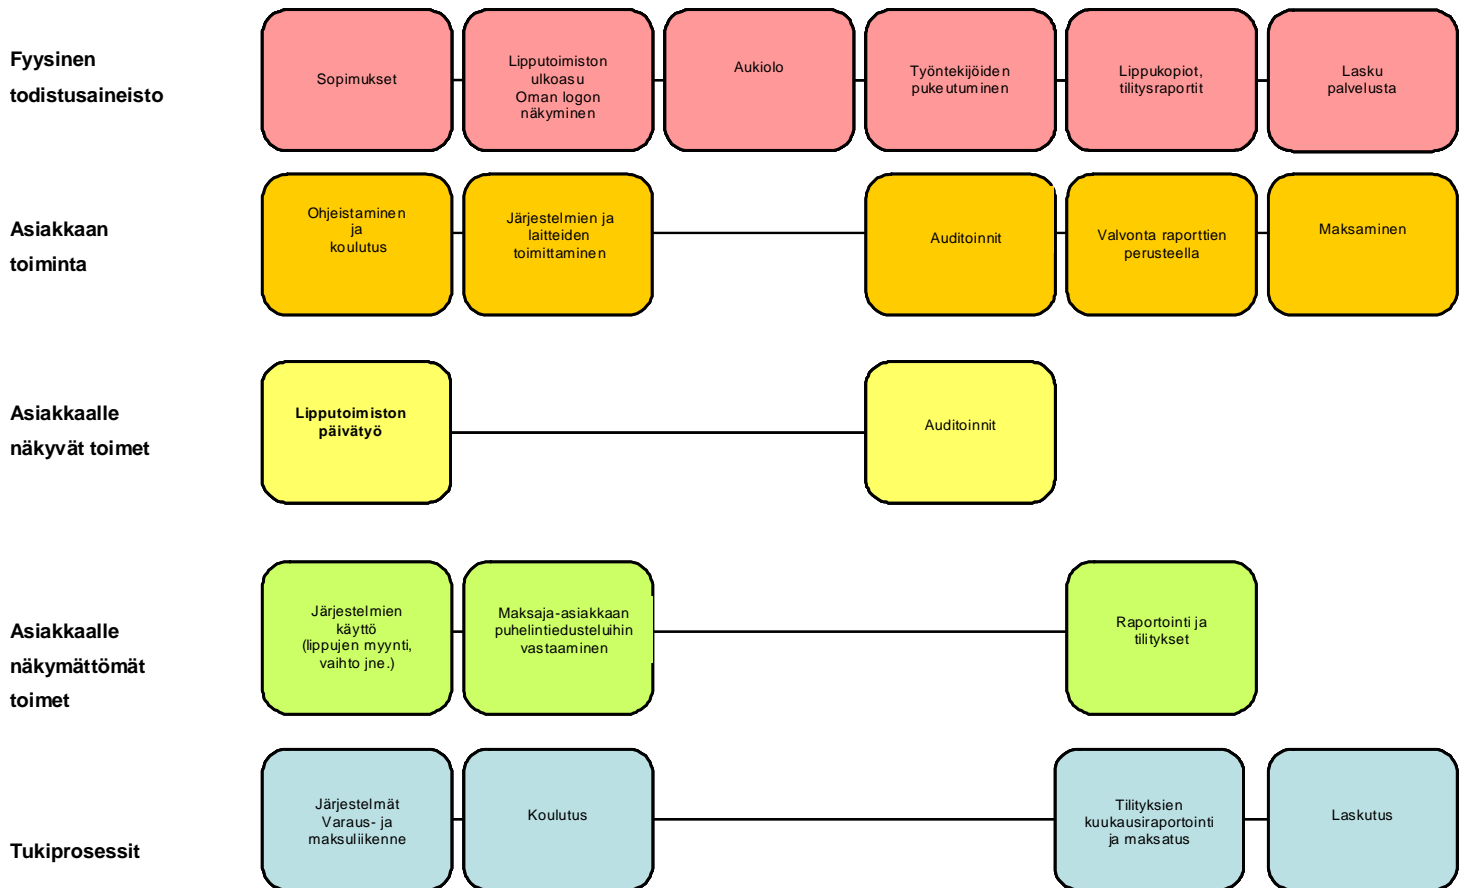 Fyysinen
todistusaineisto
Sopimukset
Lipputoimiston
ulkoasu
Oman logon
näkyminen
Aukiolo
Työntekijöiden
pukeutuminen
Lippukopiot,
tilitysraportit
Lasku
palvelusta
Asiakkaan
toiminta
Ohjeistaminen
ja
koulutus
Järjestelmien ja
laitteiden
toimittaminen
Auditoinnit
Valvonta raporttien
perusteella
Maksaminen
Asiakkaalle
näkyvät toimet
Lipputoimiston
päivätyö
Auditoinnit
Asiakkaalle
näkymättömät
toimet
Järjestelmien
käyttö
(lippujen myynti,
vaihto jne.)
Maksaja-asiakkaan
puhelintiedusteluihin
vastaaminen
Raportointi ja
tilitykset
Tukiprosessit
Järjestelmät
Varaus- ja
maksuliikenne
Koulutus
Tilityksien
kuukausiraportointi
ja maksatus
Laskutus